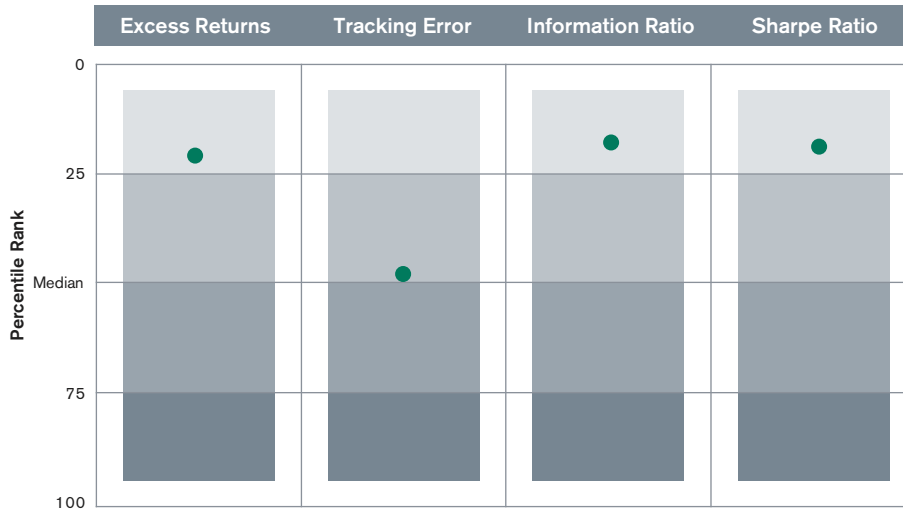 Excess Returns Tracking Error Information Ratio Sharpe Ratio
0
25
Median
75
100
Percentile Rank